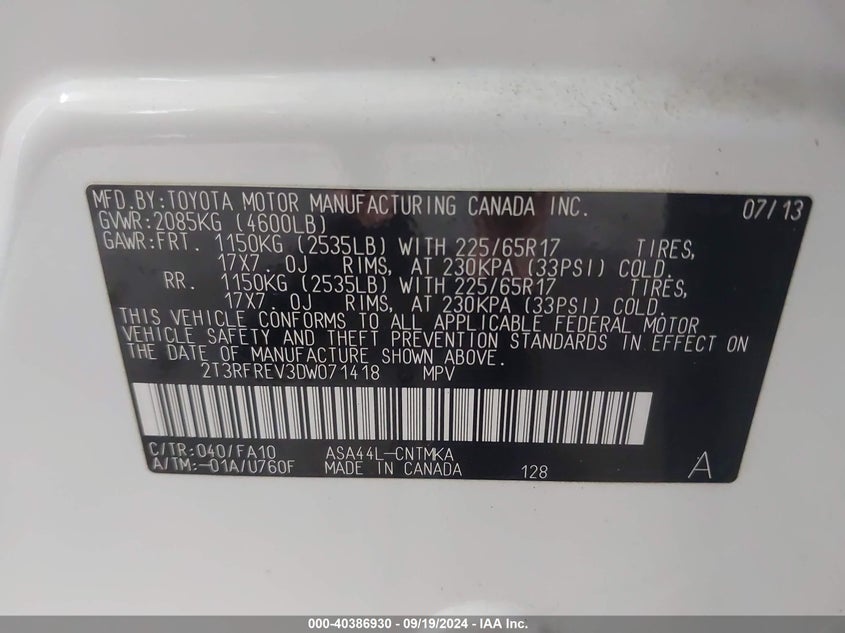 MFD.BY:TOYOTA MOTOR MANUFACTURING CANADA INC. 07/13
GVWR:2085KG (4600LB)
GAWR:FRT. 1150KG (2535LB) WITH 225/65R17 TIRES,
17X7.0J RIMS, AT 230KPA (33PSI) COLD.
RR. 1150KG (2535LB) WITH 225/65R17 TIRES,
17X7.0J RIMS, AT 230KPA (33PSI) COLD.
THIS VEHICLE CONFORMS TO ALL APPLICABLE FEDERAL MOTOR
VEHICLE SAFETY AND THEFT PREVENTION STANDARDS IN EFFECT ON
THE DATE OF MANUFACTURE SHOWN ABOVE.
2T3RFREV3DW071418 MPV
C/TR:040/FA10 ASA44L-CNTMKA
A/TM:-01A/U760F MADE IN CANADA 128 A
000-40386930 - 09/19/2024 - IAA Inc.